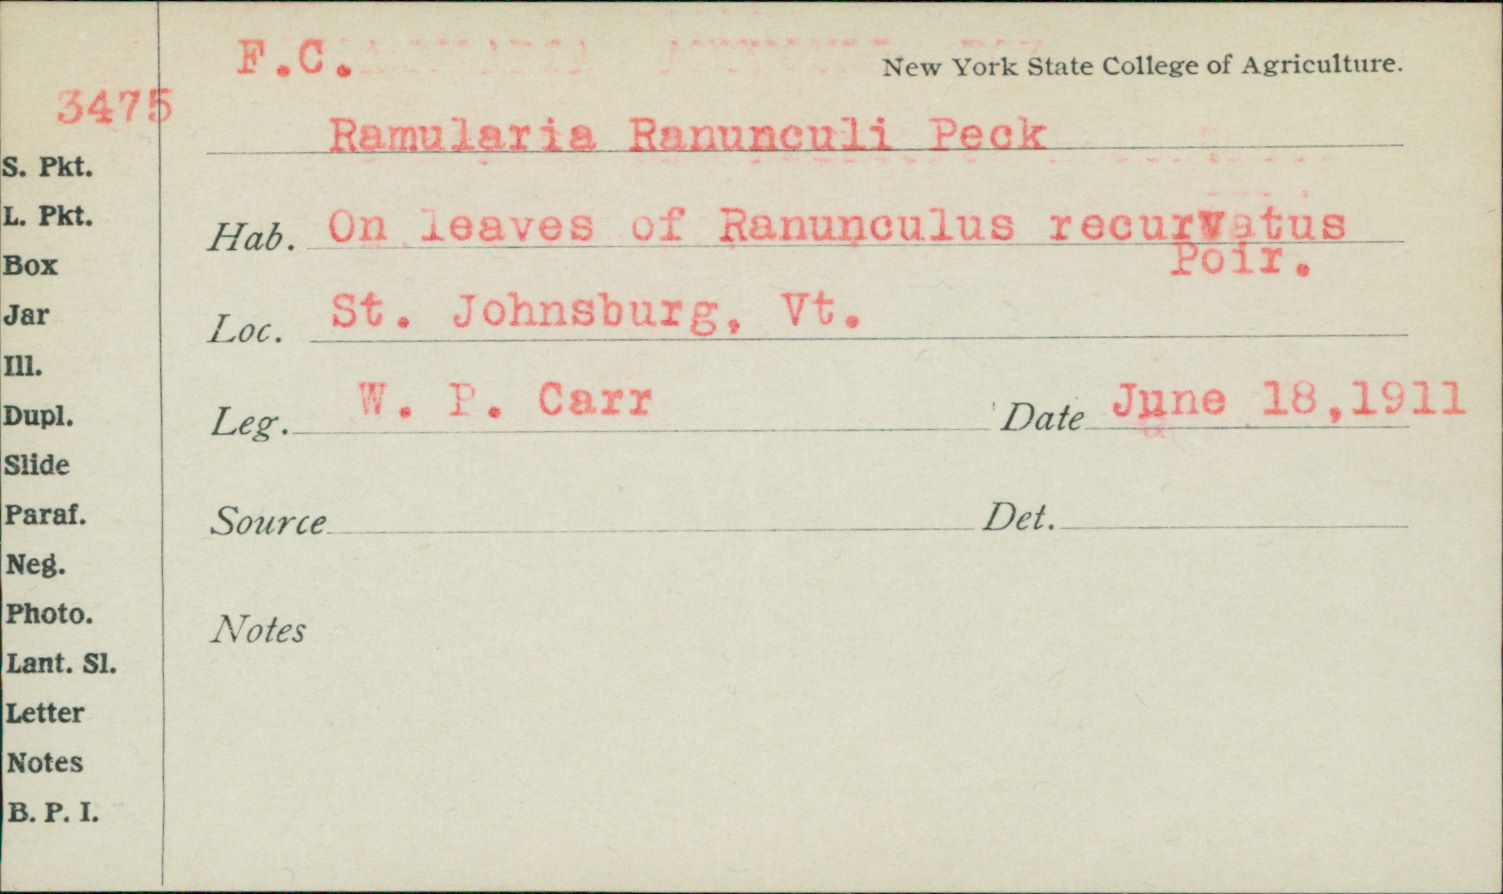 F.C.
New York State College of Agriculture.
3475
Ramularia Ranunculi Peck
S. Pkt.
L. Pkt.
Hab. On leaves of Ranunculus recurvatus
Poir.
Box
Jar
Loc. St. Johnsburg, Vt.
Ill.
Dupl.
Leg. W. P. Carr Date June 18,1911
Slide
Paraf.
Source Det.
Neg.
Photo.
Notes
Lant. Sl.
Letter
Notes
B. P. I.